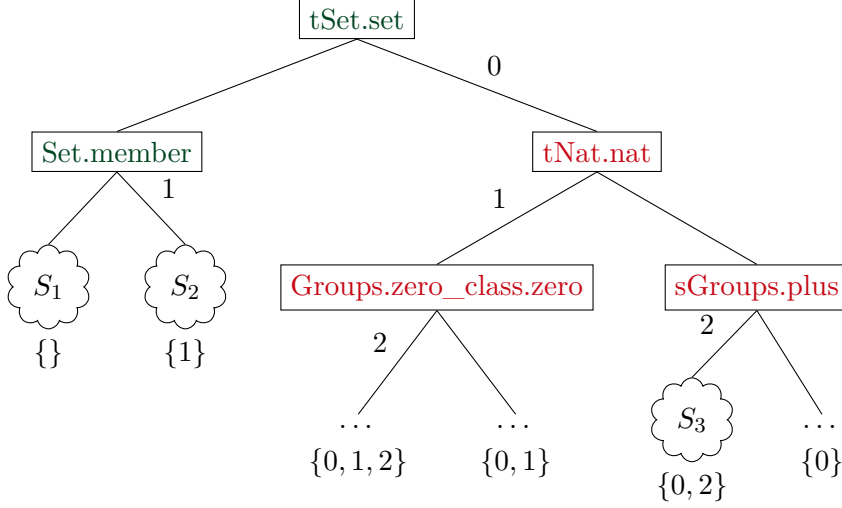 tSet.set
0
Set.member
tNat.nat
1
1
Groups.zero_class.zero
sGroups.plus
S₁
S₂
2
2
{}
{1}
...
...
S₃
...
{0, 1, 2}
{0, 1}
{0, 2}
{0}